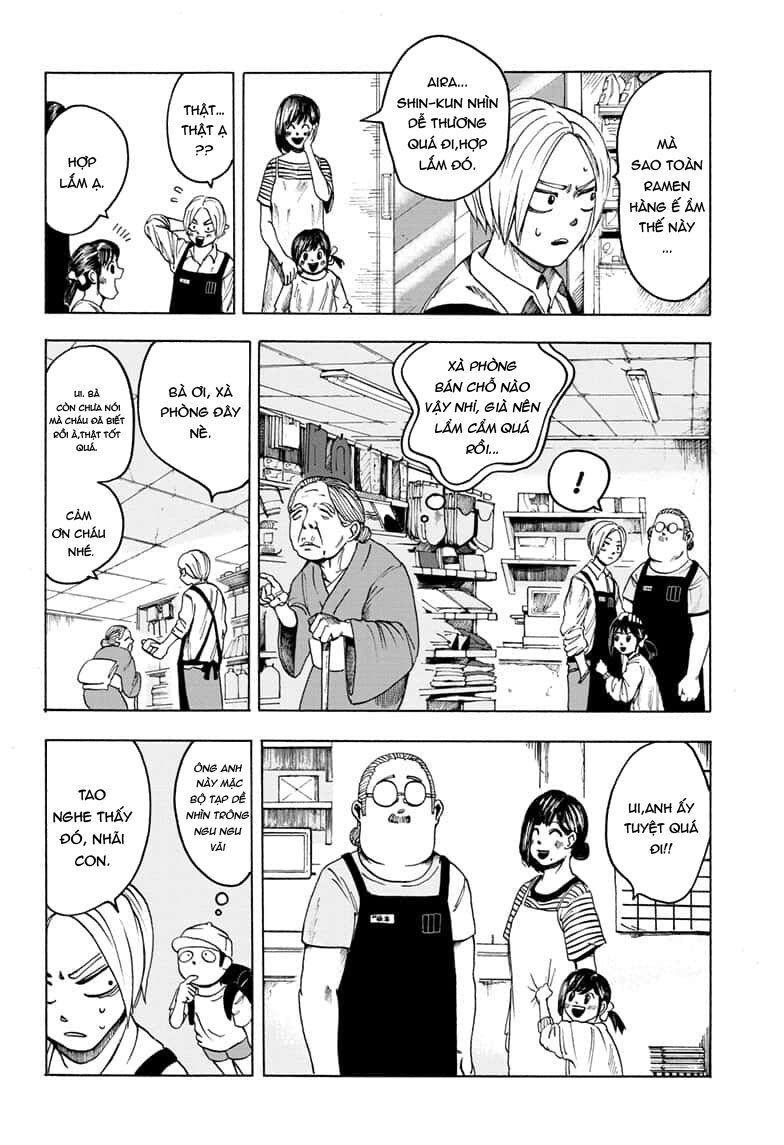 MÀ
SAO TOÀN
RAMEN
HÀNG Ế ẨM
THẾ NÀY
...
AIRA...
SHIN-KUN NHÌN
DỄ THƯƠNG
QUÁ ĐI,HỢP
LẮM ĐÓ.
THẬT...
THẬT Ạ
??
HỢP
LẮM Ạ.
XÀ PHÒNG
BÁN CHỖ NÀO
VẬY NHỈ, GIÀ NÊN
LẨM CẨM QUÁ
RỒI...
!
BÀ ƠI, XÀ
PHÒNG ĐÂY
NÈ.
UI. BÀ
CÒN CHƯA NÓI
MÀ CHÁU ĐÃ BIẾT
RỒI À,THẬT TỐT
QUÁ.
CẢM
ƠN CHÁU
NHÉ.
UI,ANH ẤY
TUYỆT QUÁ
ĐI!!
ÔNG ANH
NÀY MẶC
BỘ TẠP DỀ
NHÌN TRÔNG
NGU NGU
VÃI
TAO
NGHE THẤY
ĐÓ, NHÃI
CON.